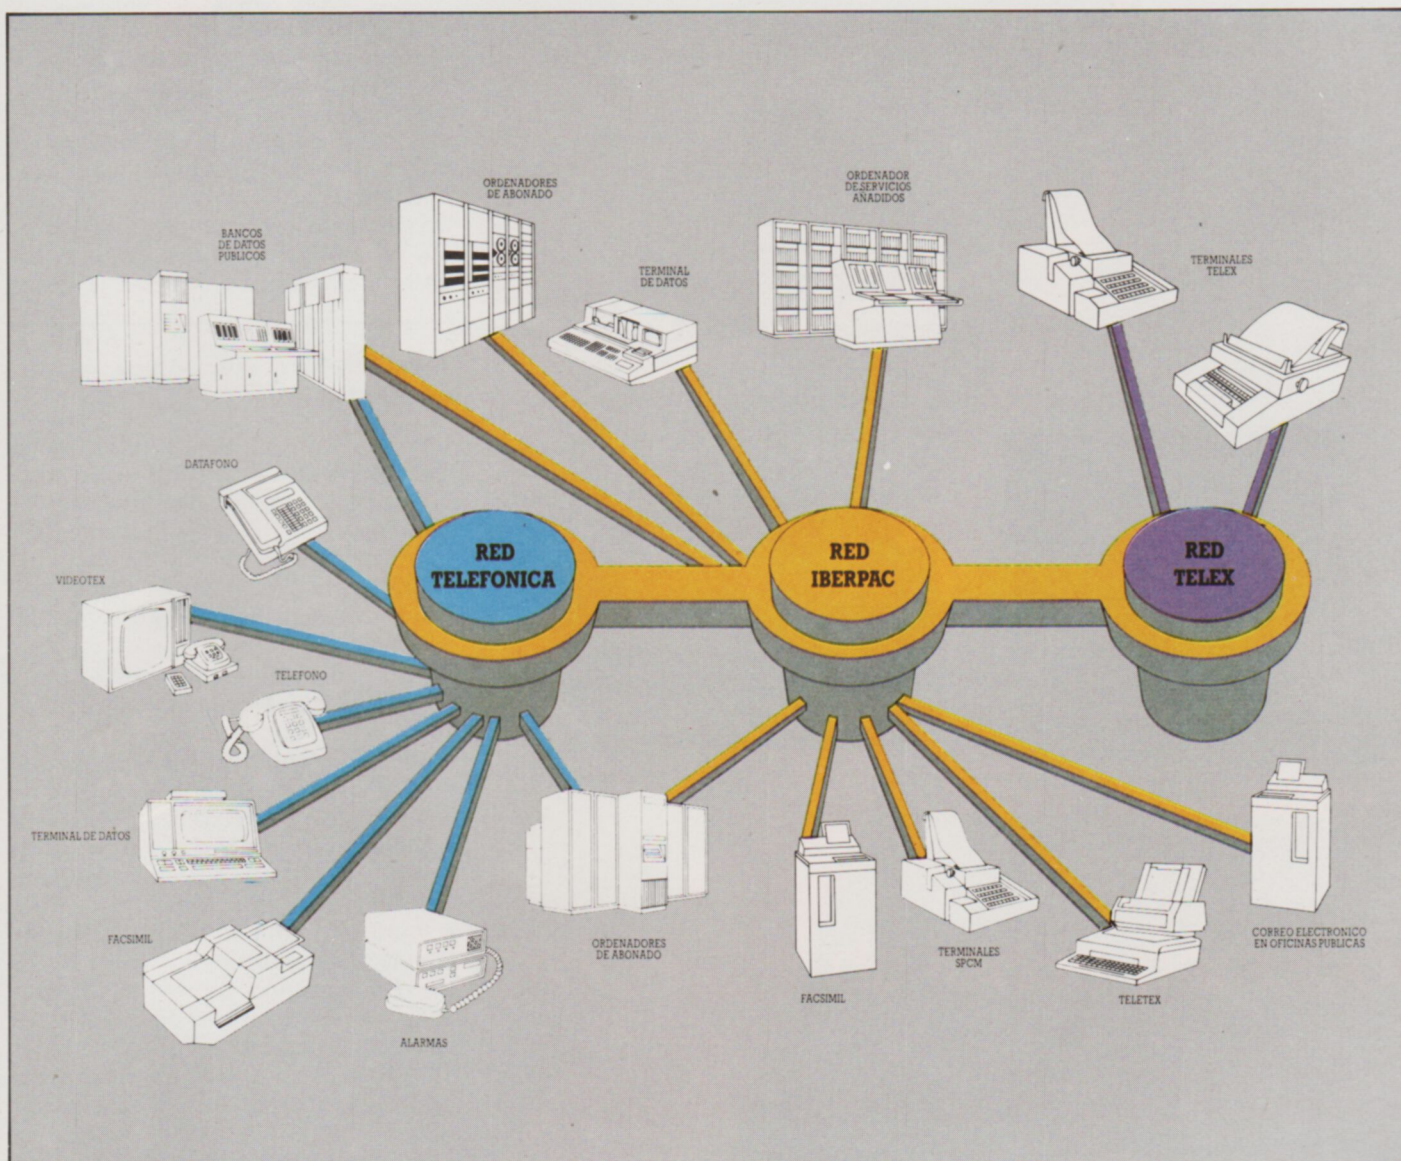 ORDENADORES
DE ABONADO
ORDENADOR
DE SERVICIOS
AÑADIDOS
BANCOS
DE DATOS
PUBLICOS
TERMINAL
DE DATOS
TERMINALES
TELEX
DATAFONO
RED
TELEFONICA
RED
IBERPAC
RED
TELEX
VIDEOTEX
TELEFONO
TERMINAL DE DATOS
FACSIMIL
ALARMAS
ORDENADORES
DE ABONADO
FACSIMIL
TERMINALES
SPCM
TELETEX
CORREO ELECTRONICO
EN OFICINAS PUBLICAS